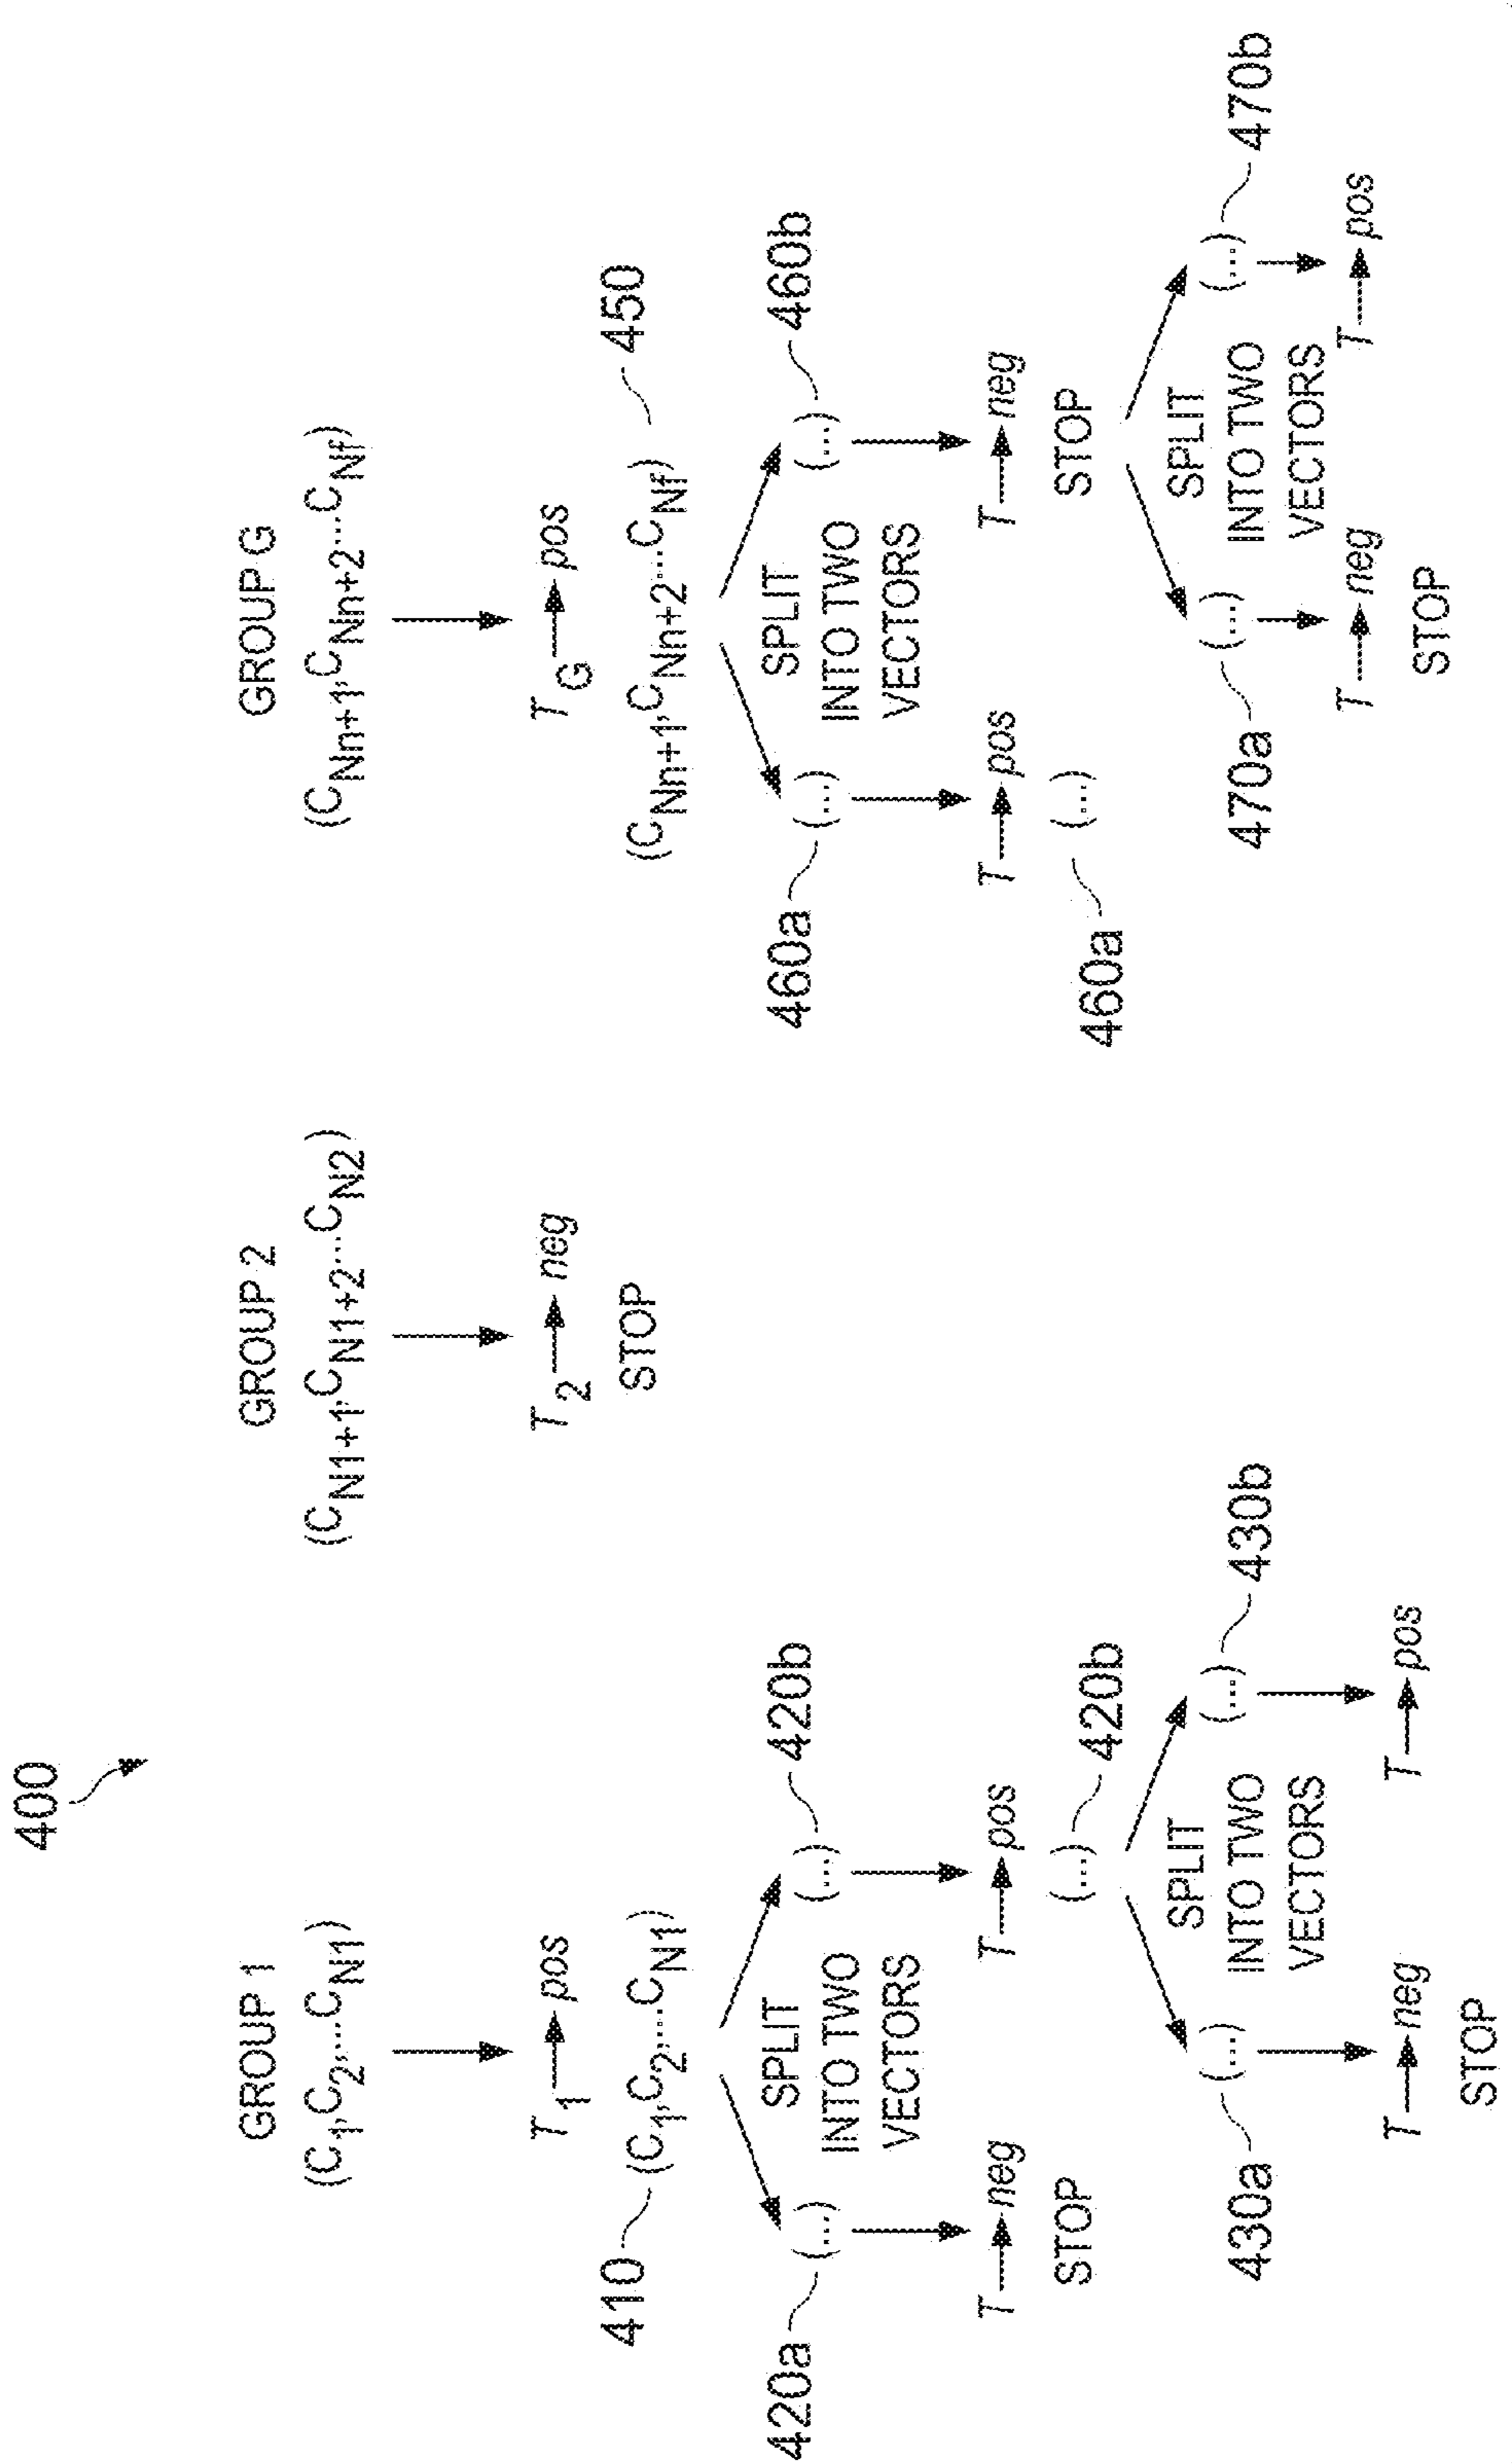 400
GROUP 1
(C1,C2,...CN1)
T1 pos
410
(C1,C2,...CN1)
SPLIT
INTO TWO
VECTORS
420a
(...)
(...)
420b
T neg
STOP
T pos
(...)
420b
SPLIT
INTO TWO
VECTORS
430a
(...)
(...)
430b
T neg
STOP
T pos
GROUP 2
(CN1+1,CN1+2...CN2)
T2 neg
STOP
GROUP G
(CNn+1,CNn+2...CNf)
TG pos
(CNn+1,CNn+2...CNf)
450
SPLIT
INTO TWO
VECTORS
460a
(...)
(...)
460b
T pos
(...)
460a
T neg
STOP
SPLIT
INTO TWO
VECTORS
470a
(...)
(...)
470b
T neg
STOP
T pos